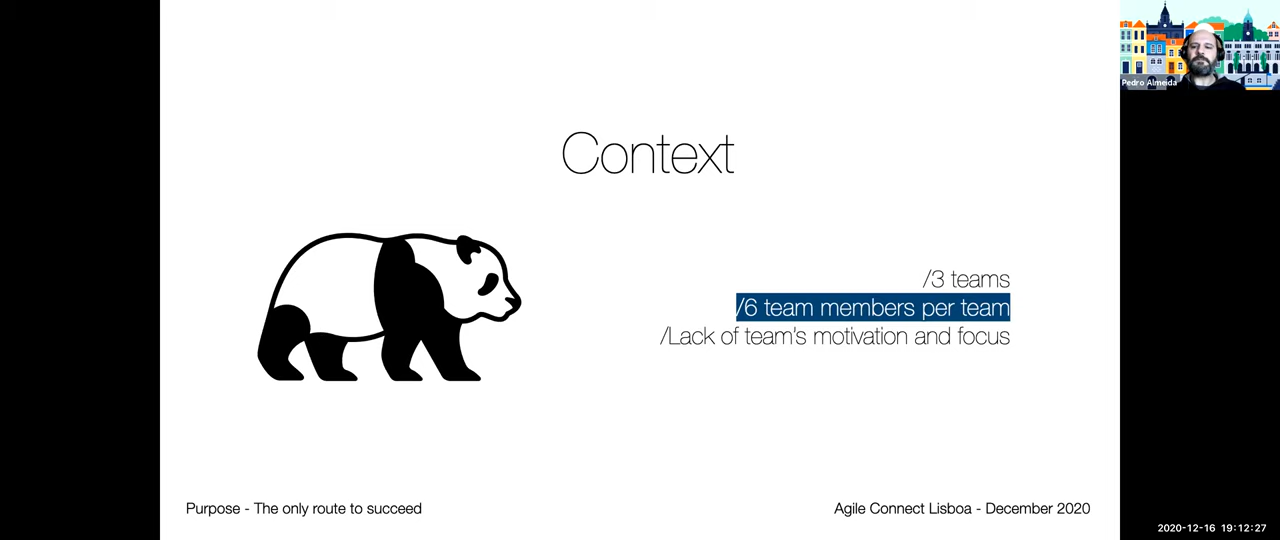 Pedro Almeida
Context
/3 teams
/6 team members per team
/Lack of team's motivation and focus
Purpose - The only route to succeed
Agile Connect Lisboa - December 2020
2020-12-16 19:12:27